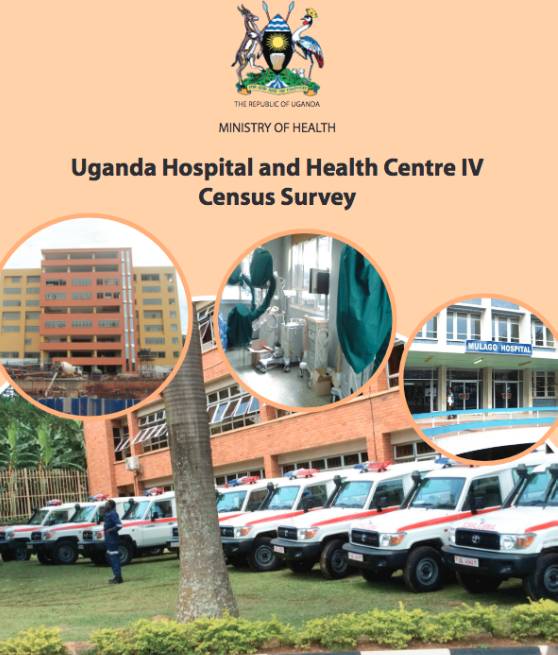 THE REPUBLIC OF UGANDA
MINISTRY OF HEALTH
Uganda Hospital and Health Centre IV
Census Survey
MULAGO HOSPITAL